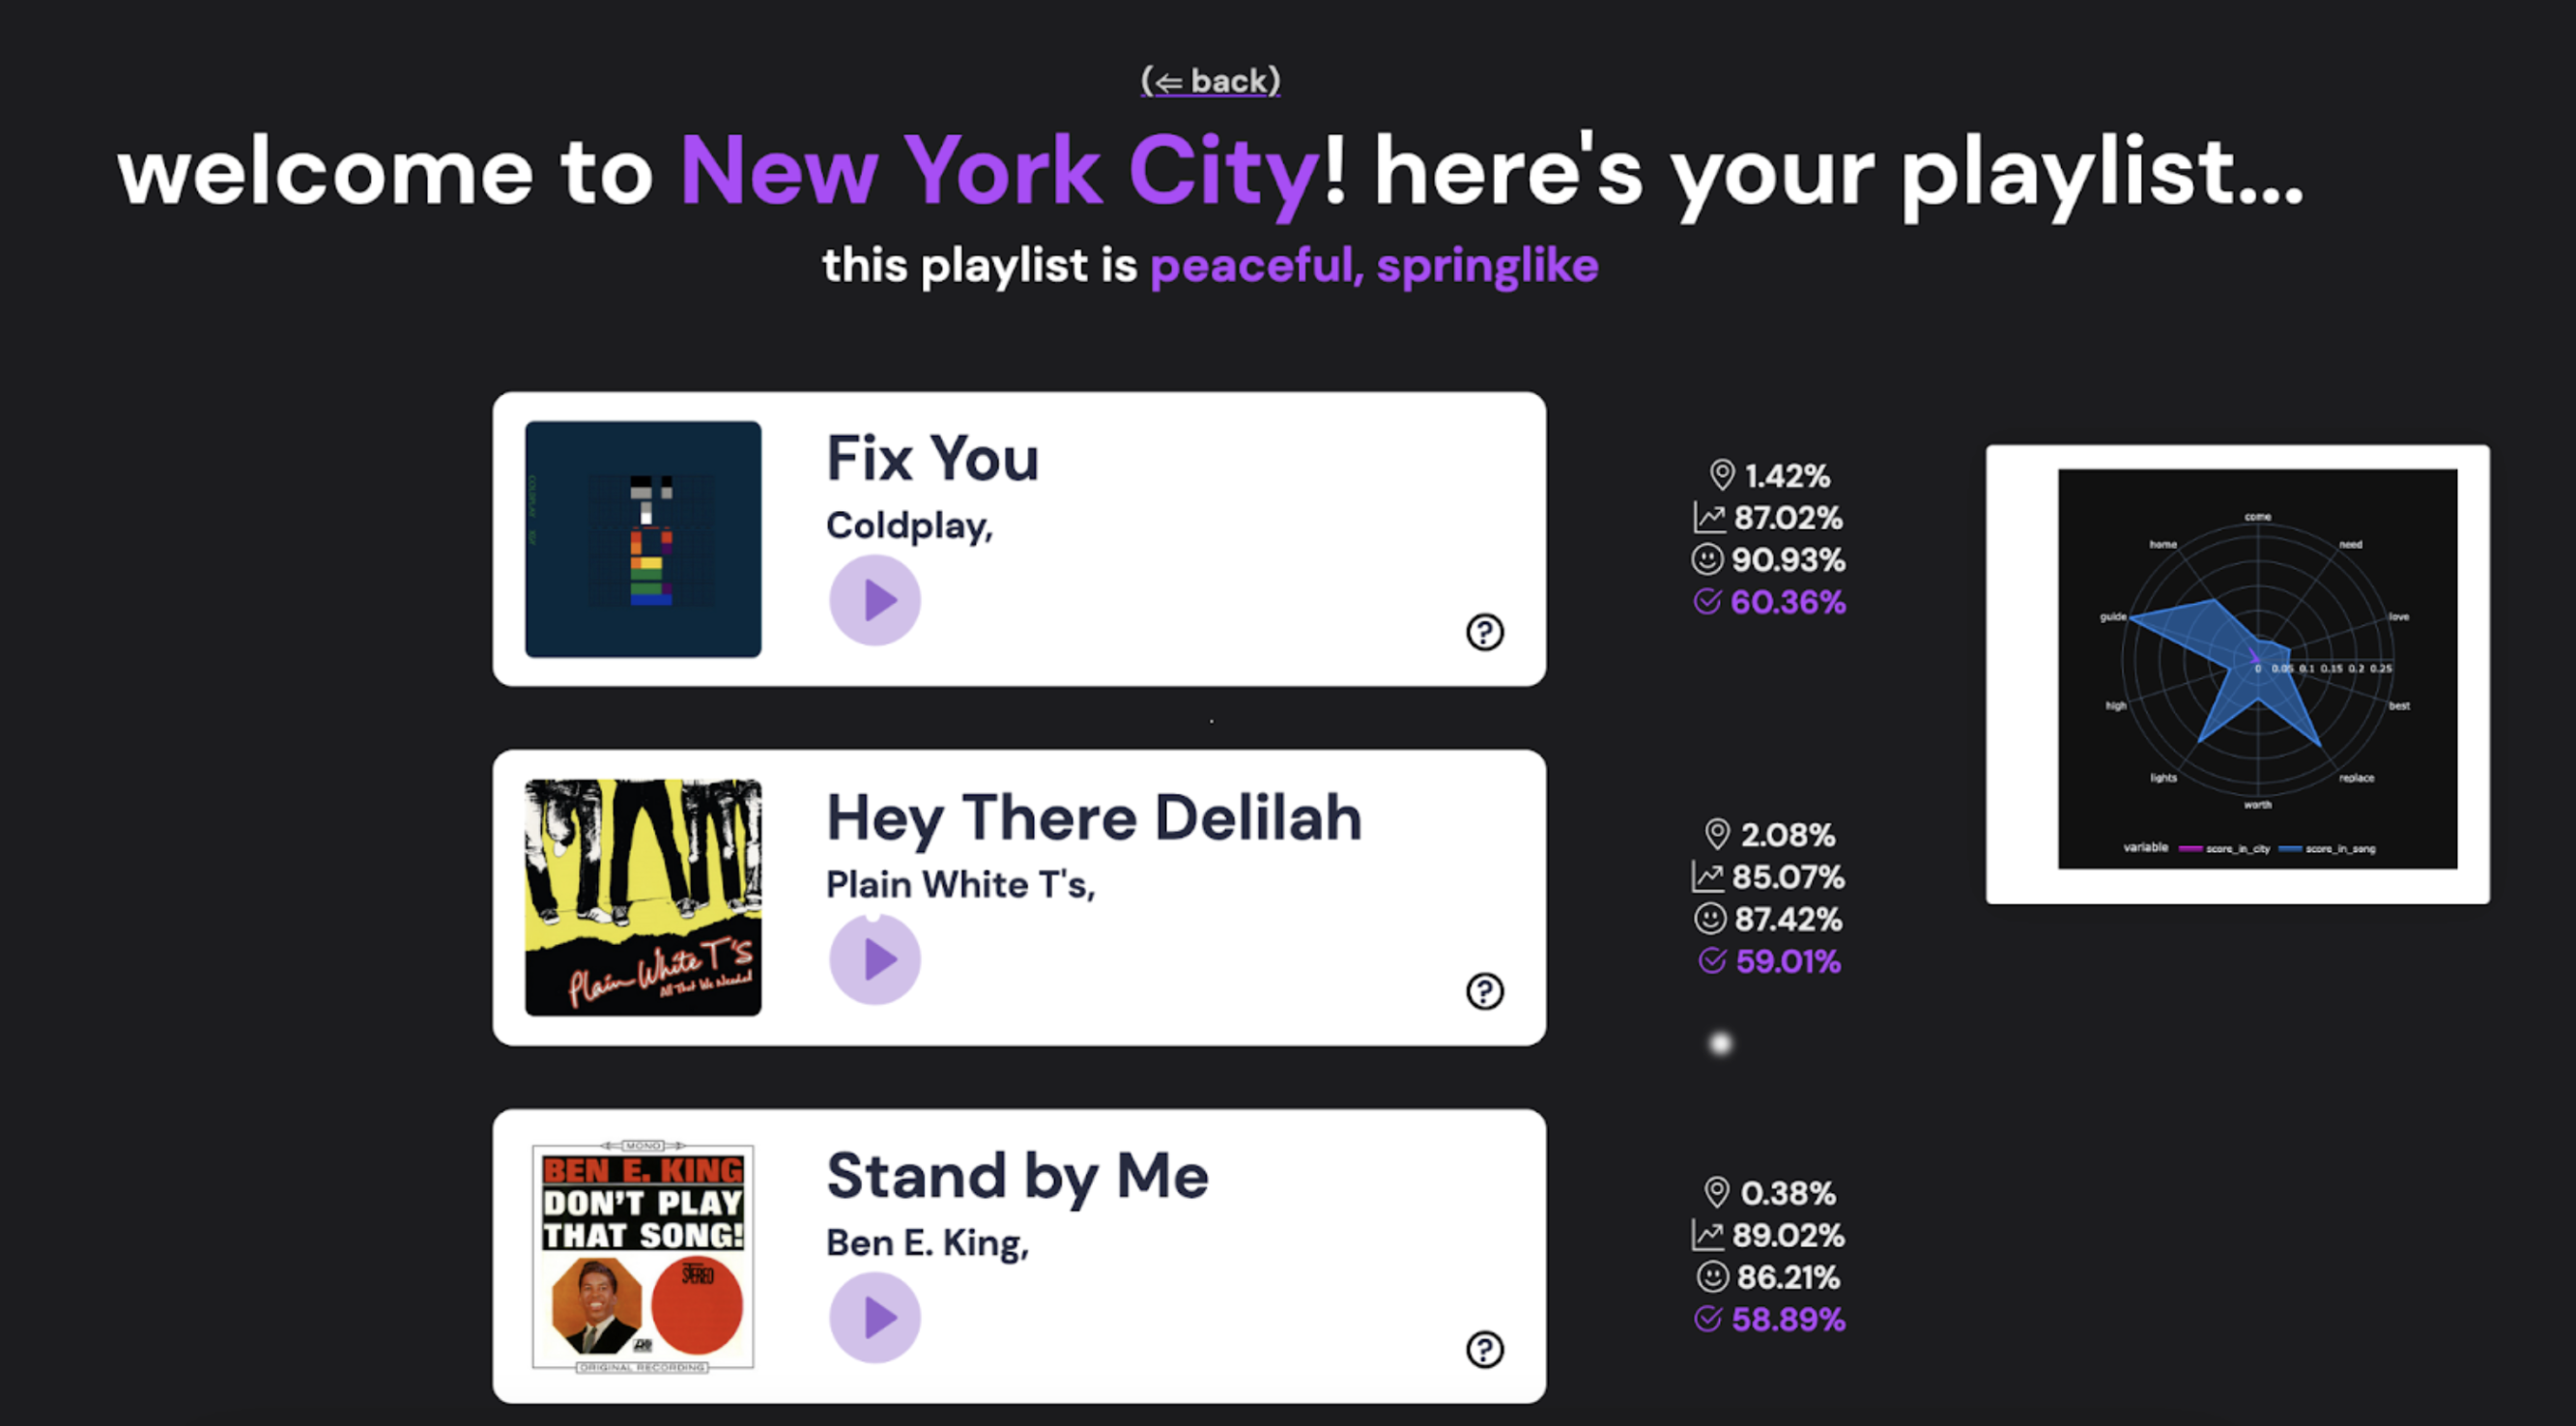 (⇐ back)
welcome to New York City! here's your playlist...
this playlist is peaceful, springlike
Fix You
Coldplay,
?
1.42%
87.02%
90.93%
60.36%
come
home
need
guide
love
0 0.05 0.1 0.15 0.2 0.25
high
best
lights
replace
worth
variable score_in_city score_in_song
Plain White T'S
All That We Needed
Hey There Delilah
Plain White T's,
?
2.08%
85.07%
87.42%
59.01%
MONO
BEN E. KING
DON'T PLAY
THAT SONG!
STEREO
ORIGINAL RECORDING
Stand by Me
Ben E. King,
?
0.38%
89.02%
86.21%
58.89%